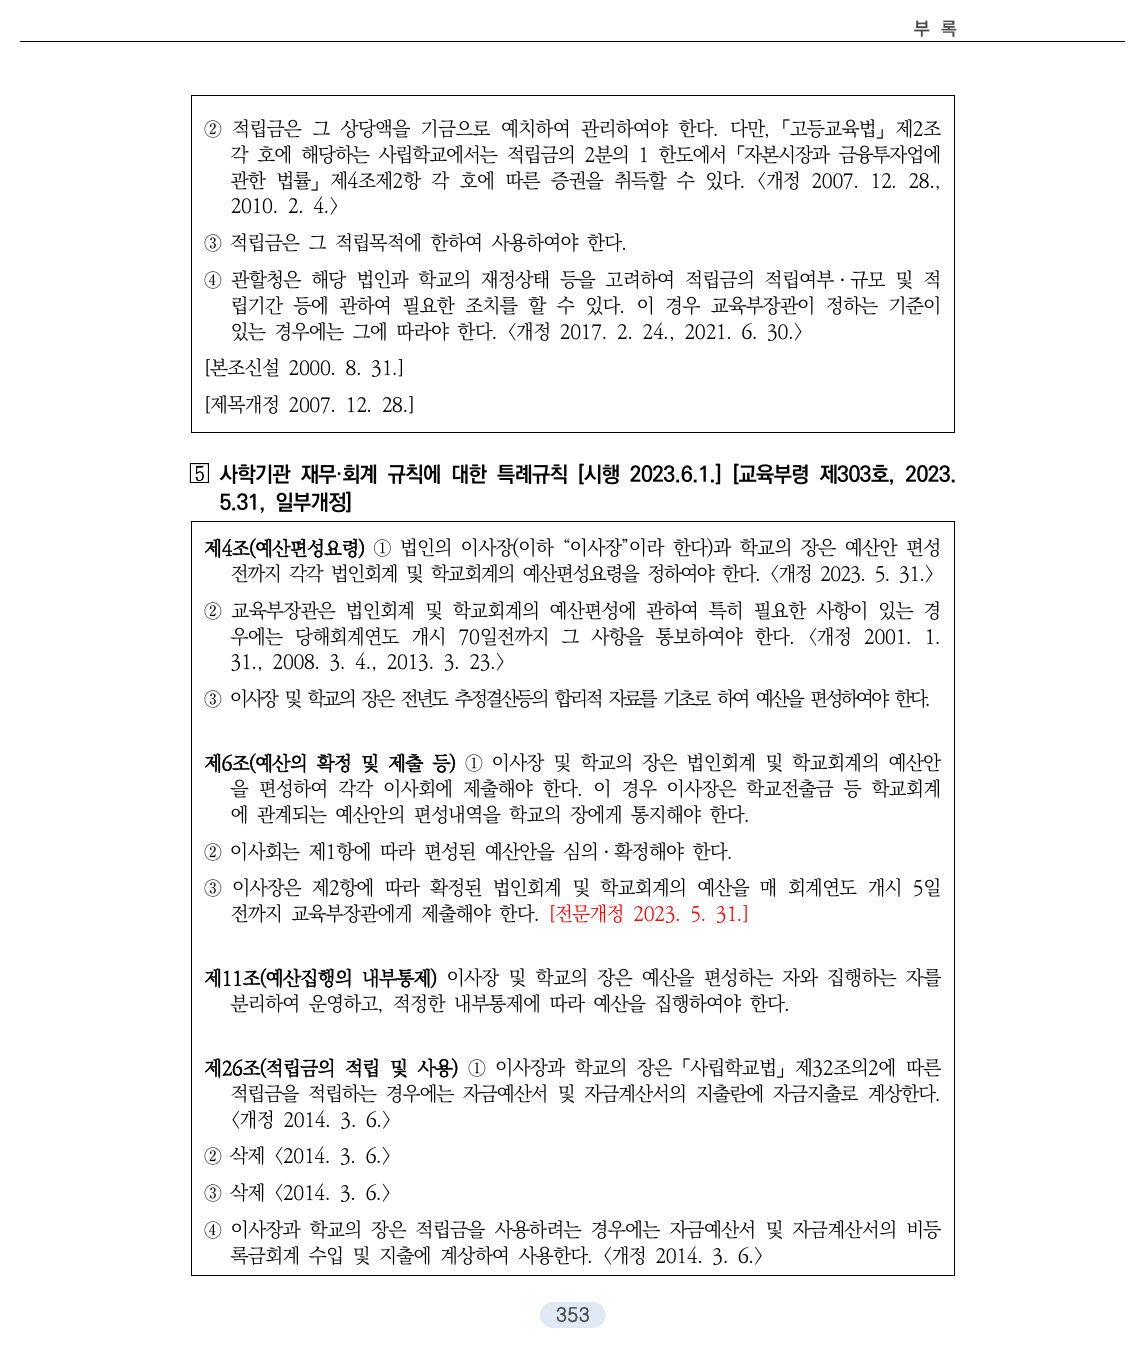 부 록
② 적립금은 그 상당액을 기금으로 예치하여 관리하여야 한다. 다만, 「고등교육법」 제2조
각 호에 해당하는 사립학교에서는 적립금의 2분의 1 한도에서 「자본시장과 금융투자업에
관한 법률」 제4조제2항 각 호에 따른 증권을 취득할 수 있다. 〈개정 2007. 12. 28.,
2010. 2. 4.〉
③ 적립금은 그 적립목적에 한하여 사용하여야 한다.
④ 관할청은 해당 법인과 학교의 재정상태 등을 고려하여 적립금의 적립여부·규모 및 적
립기간 등에 관하여 필요한 조치를 할 수 있다. 이 경우 교육부장관이 정하는 기준이
있는 경우에는 그에 따라야 한다. 〈개정 2017. 2. 24., 2021. 6. 30.〉
[본조신설 2000. 8. 31.]
[제목개정 2007. 12. 28.]
5 사학기관 재무·회계 규칙에 대한 특례규칙 [시행 2023.6.1.] [교육부령 제303호, 2023.
5.31, 일부개정]
제4조(예산편성요령) ① 법인의 이사장(이하 “이사장”이라 한다)과 학교의 장은 예산안 편성
전까지 각각 법인회계 및 학교회계의 예산편성요령을 정하여야 한다. 〈개정 2023. 5. 31.〉
② 교육부장관은 법인회계 및 학교회계의 예산편성에 관하여 특히 필요한 사항이 있는 경
우에는 당해회계연도 개시 70일전까지 그 사항을 통보하여야 한다. 〈개정 2001. 1.
31., 2008. 3. 4., 2013. 3. 23.〉
③ 이사장 및 학교의 장은 전년도 추정결산등의 합리적 자료를 기초로 하여 예산을 편성하여야 한다.
제6조(예산의 확정 및 제출 등) ① 이사장 및 학교의 장은 법인회계 및 학교회계의 예산안
을 편성하여 각각 이사회에 제출해야 한다. 이 경우 이사장은 학교전출금 등 학교회계
에 관계되는 예산안의 편성내역을 학교의 장에게 통지해야 한다.
② 이사회는 제1항에 따라 편성된 예산안을 심의·확정해야 한다.
③ 이사장은 제2항에 따라 확정된 법인회계 및 학교회계의 예산을 매 회계연도 개시 5일
전까지 교육부장관에게 제출해야 한다. [전문개정 2023. 5. 31.]
제11조(예산집행의 내부통제) 이사장 및 학교의 장은 예산을 편성하는 자와 집행하는 자를
분리하여 운영하고, 적정한 내부통제에 따라 예산을 집행하여야 한다.
제26조(적립금의 적립 및 사용) ① 이사장과 학교의 장은 「사립학교법」 제32조의2에 따른
적립금을 적립하는 경우에는 자금예산서 및 자금계산서의 지출란에 자금지출로 계상한다.
〈개정 2014. 3. 6.〉
② 삭제 〈2014. 3. 6.〉
③ 삭제 〈2014. 3. 6.〉
④ 이사장과 학교의 장은 적립금을 사용하려는 경우에는 자금예산서 및 자금계산서의 비등
록금회계 수입 및 지출에 계상하여 사용한다. 〈개정 2014. 3. 6.〉
353